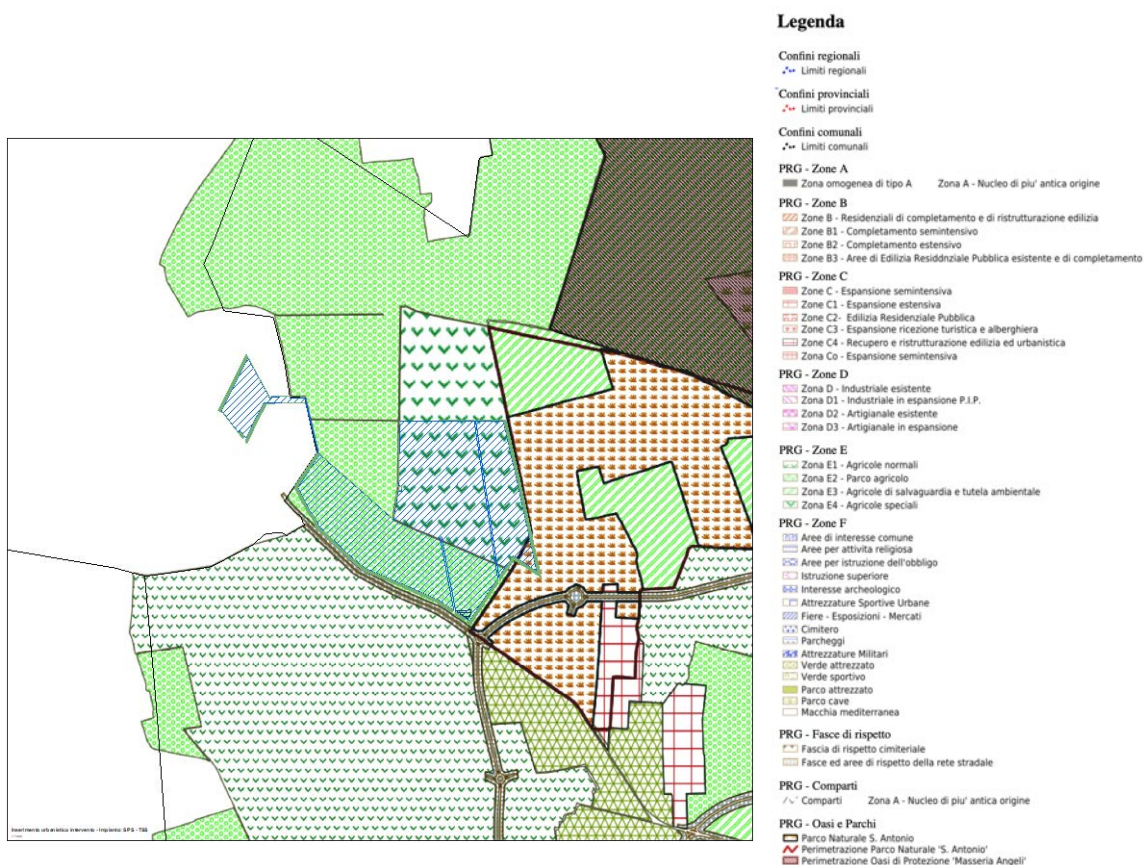 Legenda
Confini regionali
Limiti regionali
Confini provinciali
Limiti provinciali
Confini comunali
Limiti comunali
PRG - Zone A
Zona omogenea di tipo A Zona A - Nucleo di piu' antica origine
PRG - Zone B
Zone B - Residenziali di completamento e di ristrutturazione edilizia
Zone B1 - Completamento semintensivo
Zone B2 - Completamento estensivo
Zone B3 - Aree di Edilizia Residdnziale Pubblica esistente e di completamento
PRG - Zone C
Zone C - Espansione semintensiva
Zone C1 - Espansione estensiva
Zone C2- Edilizia Residenziale Pubblica
Zone C3 - Espansione ricezione turistica e alberghiera
Zone C4 - Recupero e ristrutturazione edilizia ed urbanistica
Zona Co - Espansione semintensiva
PRG - Zone D
Zona D - Industriale esistente
Zona D1 - Industriale in espansione P.I.P.
Zona D2 - Artigianale esistente
Zona D3 - Artigianale in espansione
PRG - Zone E
Zona E1 - Agricole normali
Zona E2 - Parco agricolo
Zona E3 - Agricole di salvaguardia e tutela ambientale
Zona E4 - Agricole speciali
PRG - Zone F
Aree di interesse comune
Aree per attivita religiosa
Aree per istruzione dell'obbligo
Istruzione superiore
Interesse archeologico
Attrezzature Sportive Urbane
Fiere - Esposizioni - Mercati
Cimitero
Parcheggi
Attrezzature Militari
Verde attrezzato
Verde sportivo
Parco attrezzato
Parco cave
Macchia mediterranea
PRG - Fasce di rispetto
Fascia di rispetto cimiteriale
Fasce ed aree di rispetto della rete stradale
PRG - Comparti
Comparti Zona A - Nucleo di piu' antica origine
PRG - Oasi e Parchi
Parco Naturale S. Antonio
Perimetrazione Parco Naturale 'S. Antonio'
Perimetrazione Oasi di Protezione 'Masseria Angeli'
Inserimento urbanistico intervento - Impianto: SPS -